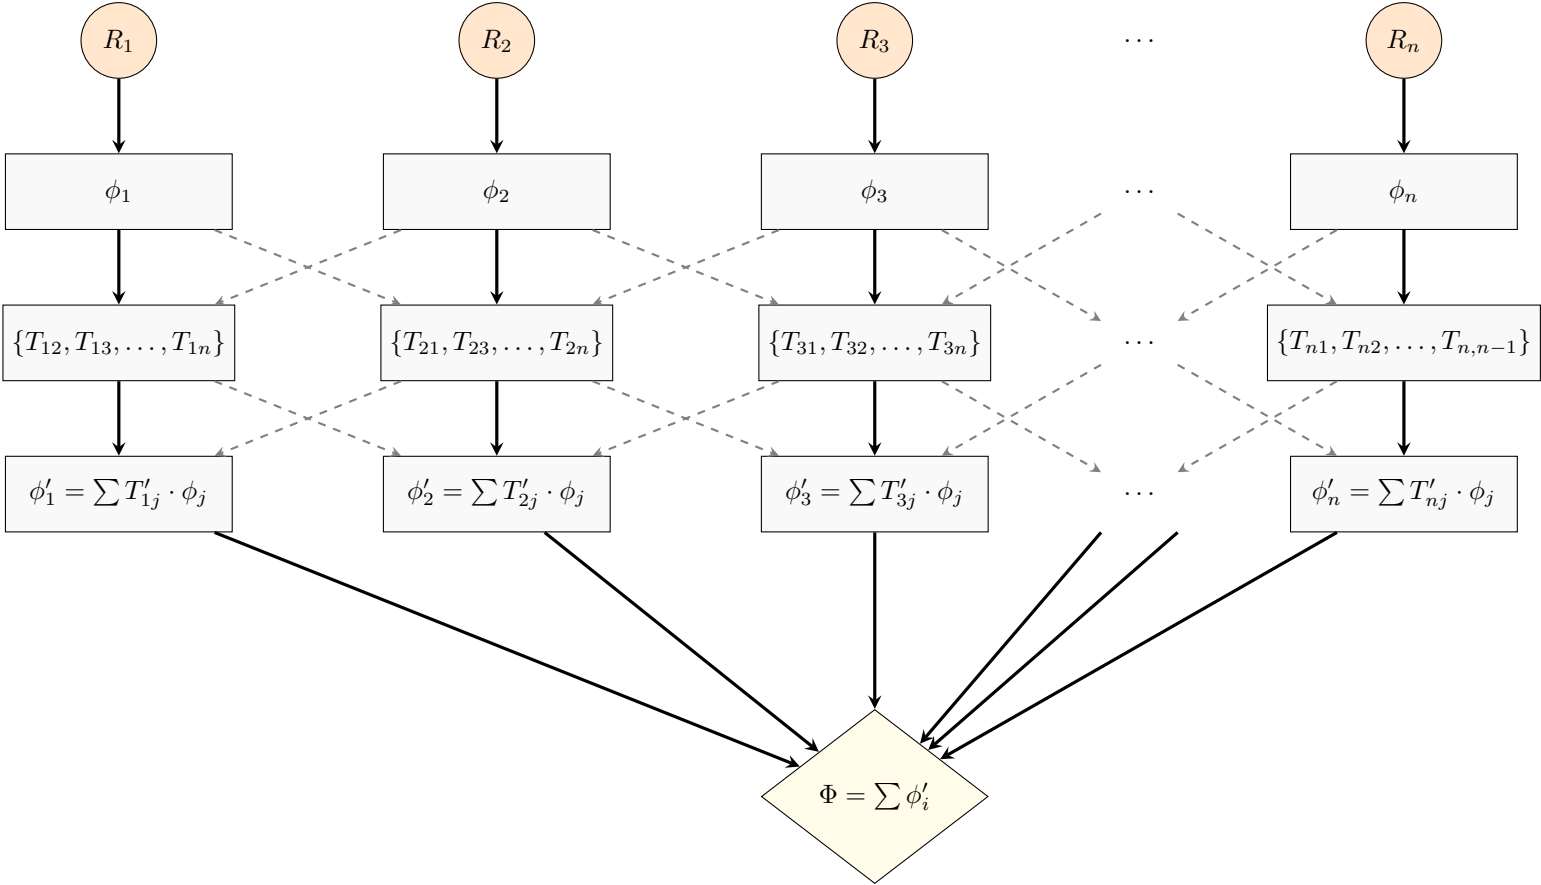 R₁ R₂ R₃ ⋯ Rₙ
ϕ₁ ϕ₂ ϕ₃ ⋯ ϕₙ
{T₁₂, T₁₃, …, T₁ₙ} {T₂₁, T₂₃, …, T₂ₙ} {T₃₁, T₃₂, …, T₃ₙ} ⋯ {Tₙ₁, Tₙ₂, …, Tₙ,ₙ₋₁}
ϕ′₁ = ∑ T′₁ⱼ · ϕⱼ ϕ′₂ = ∑ T′₂ⱼ · ϕⱼ ϕ′₃ = ∑ T′₃ⱼ · ϕⱼ ⋯ ϕ′ₙ = ∑ T′ₙⱼ · ϕⱼ
Φ = ∑ ϕ′ᵢ